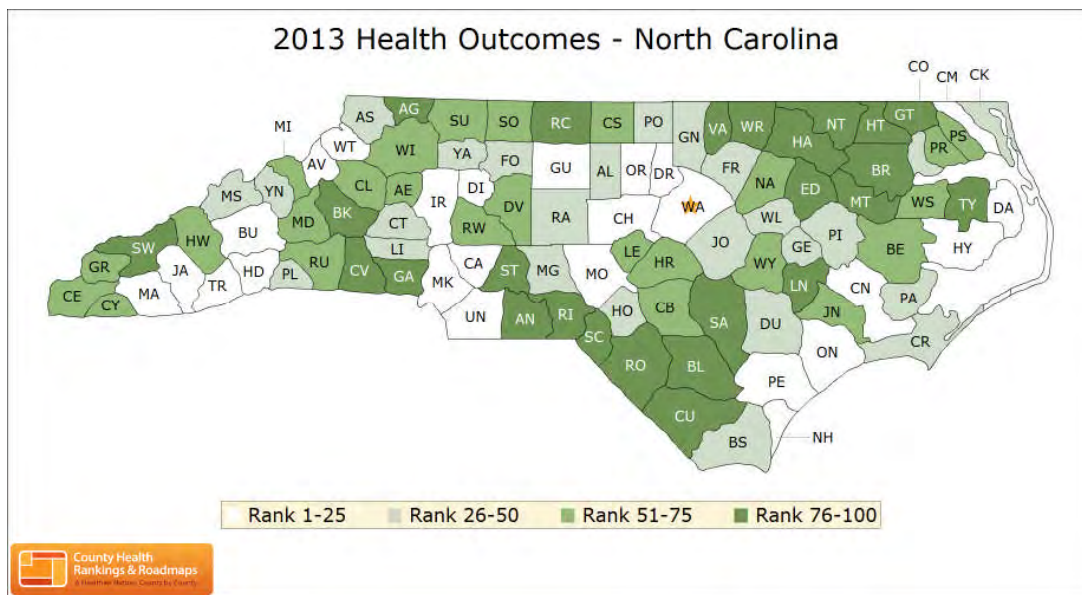 2013 Health Outcomes - North Carolina
CO CM CK
AS AG SU SO RC CS PO GN VA WR HA NT HT GT PS
MI WT WI YA FO GU AL OR DR FR NA ED BR PR
AV CL AE IR DI DV RA CH WA WL MT WS TY DA
MS YN MD BK CT RW JO GE PI BE HY
BU LI LE HR WY
SW HW RU CV GA CA ST MG MO LN CN PA
GR JA HD PL MK HO CB JN
CE CY MA TR UN AN RI SC SA DU ON CR
RO BL PE
CU BS NH
Rank 1-25 Rank 26-50 Rank 51-75 Rank 76-100
County Health
Rankings & Roadmaps
A Healthier Nation, County by County